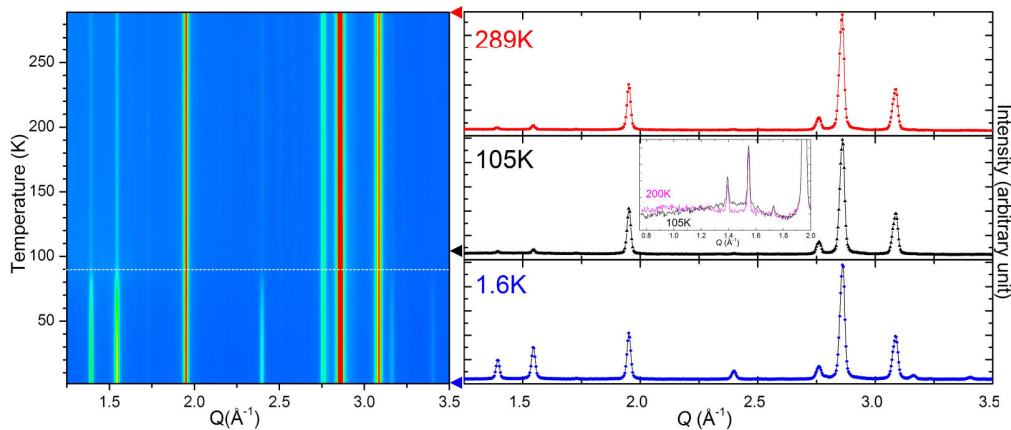 289K
105K
200K
105K
0.8 1.0 1.2 1.4 1.6 1.8 2.0
Q (Å⁻¹)
1.6K
Temperature (K)
250
200
150
100
50
1.5 2.0 2.5 3.0 3.5
Q(Å⁻¹)
1.5 2.0 2.5 3.0 3.5
Q (Å⁻¹)
Intensity (arbitrary unit)